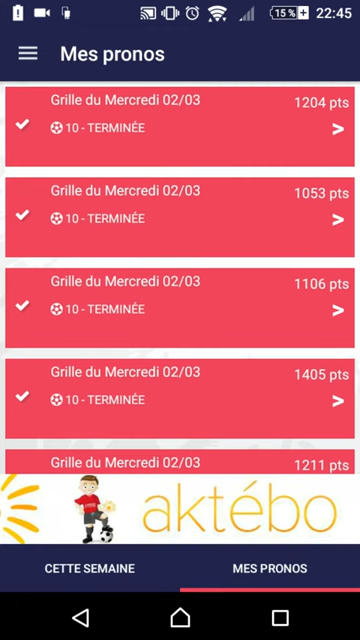 15 % 22:45
Mes pronos
Grille du Mercredi 02/03 1204 pts
10 - TERMINÉE >
Grille du Mercredi 02/03 1053 pts
10 - TERMINÉE >
Grille du Mercredi 02/03 1106 pts
10 - TERMINÉE >
Grille du Mercredi 02/03 1405 pts
10 - TERMINÉE >
Grille du Mercredi 02/03 1211 pts
aktébo
CETTE SEMAINE MES PRONOS